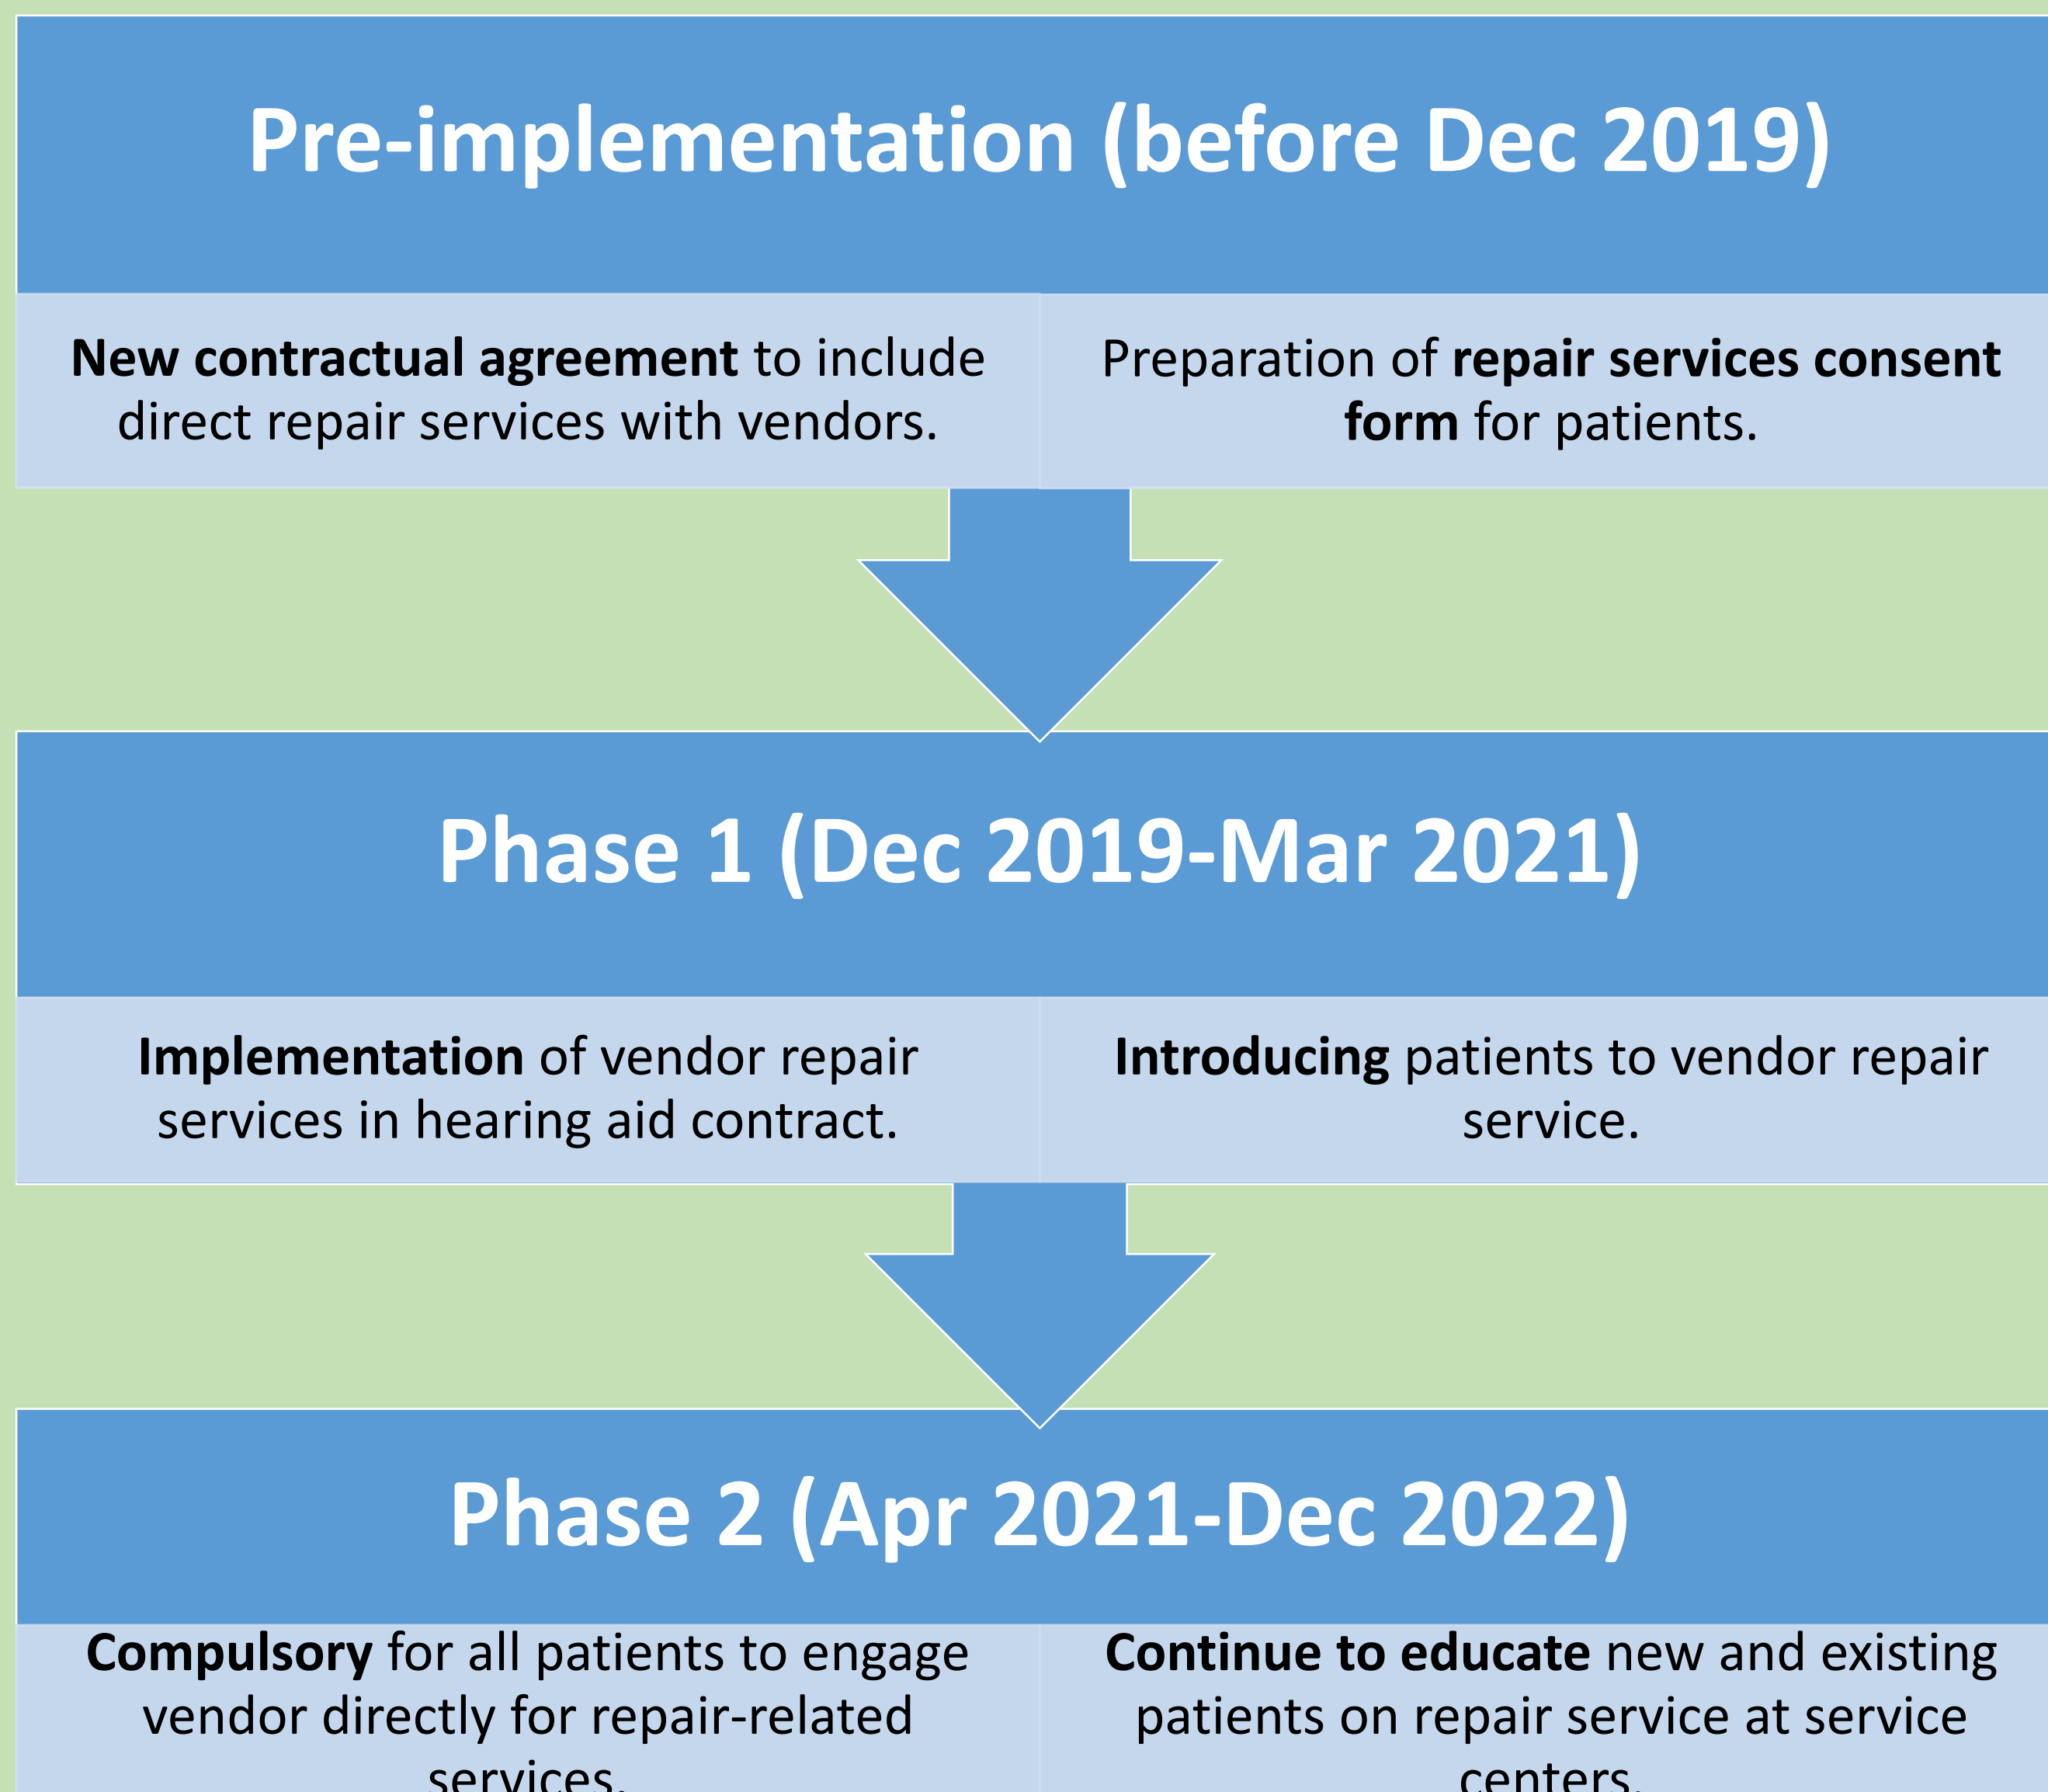 Pre-implementation (before Dec 2019)
New contractual agreement to include
direct repair services with vendors.
Preparation of repair services consent
form for patients.
Phase 1 (Dec 2019-Mar 2021)
Implementation of vendor repair
services in hearing aid contract.
Introducing patients to vendor repair
service.
Phase 2 (Apr 2021-Dec 2022)
Compulsory for all patients to engage
vendor directly for repair-related
services.
Continue to educate new and existing
patients on repair service at service
centers.